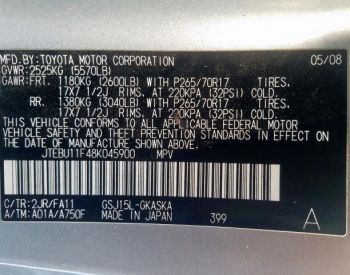 MFD.BY:TOYOTA MOTOR CORPORATION 05/08
GVWR:2525KG (5570LB)
GAWR:FRT. 1180KG (2600LB) WITH P265/70R17 TIRES.
17X7 1/2J RIMS. AT 220KPA (32PSI) COLD
RR. 1380KG (3040LB) WITH P265/70R17 TIRES.
17X7 1/2J RIMS. AT 220KPA (32PSI) COLD
THIS VEHICLE CONFORMS TO ALL APPLICABLE FEDERAL MOTOR
VEHICLE SAFETY STANDARDS IN EFFECT ON
THE DATE OF MANUFACTURE SHOWN ABOVE.
JTEBU11F48K045900 MPV
C/TR:2JR/FA11 GSJ15L-GKASKA
A/TM:A01A/A750F MADE IN JAPAN 399 A